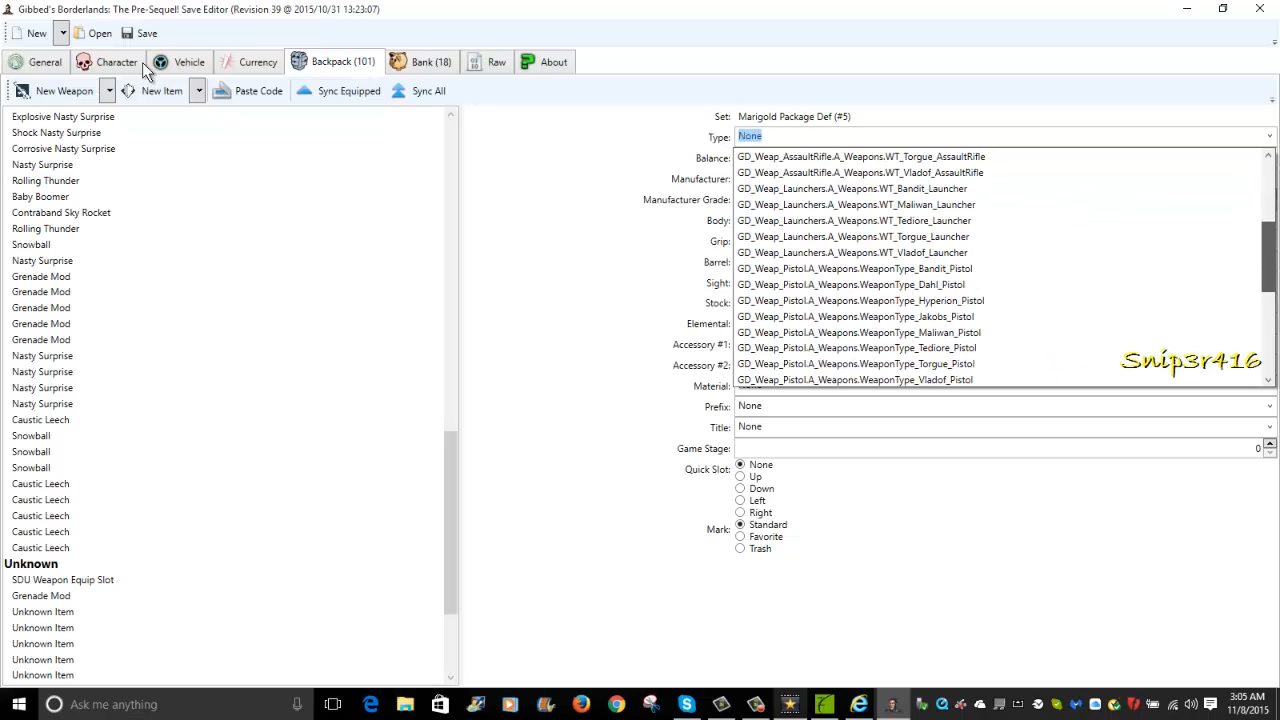 Gibbed's Borderlands: The Pre-Sequel! Save Editor (Revision 39 @ 2015/10/31 13:23:07)
New Open Save
General Character Vehicle Currency Backpack (101) Bank (18) Raw About
New Weapon New Item Paste Code Sync Equipped Sync All
Explosive Nasty Surprise
Shock Nasty Surprise
Corrosive Nasty Surprise
Nasty Surprise
Rolling Thunder
Baby Boomer
Contraband Sky Rocket
Rolling Thunder
Snowball
Nasty Surprise
Grenade Mod
Grenade Mod
Grenade Mod
Grenade Mod
Grenade Mod
Nasty Surprise
Nasty Surprise
Nasty Surprise
Nasty Surprise
Caustic Leech
Snowball
Snowball
Snowball
Caustic Leech
Caustic Leech
Caustic Leech
Caustic Leech
Caustic Leech
Unknown
SDU Weapon Equip Slot
Grenade Mod
Unknown Item
Unknown Item
Unknown Item
Unknown Item
Unknown Item
Set: Marigold Package Def (#5)
Type: None
Balance:
Manufacturer:
Manufacturer Grade:
Body:
Grip:
Barrel:
Sight:
Stock:
Elemental:
Accessory #1:
Accessory #2:
Material:
GD_Weap_AssaultRifle.A_Weapons.WT_Torgue_AssaultRifle
GD_Weap_AssaultRifle.A_Weapons.WT_Vladof_AssaultRifle
GD_Weap_Launchers.A_Weapons.WT_Bandit_Launcher
GD_Weap_Launchers.A_Weapons.WT_Maliwan_Launcher
GD_Weap_Launchers.A_Weapons.WT_Tediore_Launcher
GD_Weap_Launchers.A_Weapons.WT_Torgue_Launcher
GD_Weap_Launchers.A_Weapons.WT_Vladof_Launcher
GD_Weap_Pistol.A_Weapons.WeaponType_Bandit_Pistol
GD_Weap_Pistol.A_Weapons.WeaponType_Dahl_Pistol
GD_Weap_Pistol.A_Weapons.WeaponType_Hyperion_Pistol
GD_Weap_Pistol.A_Weapons.WeaponType_Jakobs_Pistol
GD_Weap_Pistol.A_Weapons.WeaponType_Maliwan_Pistol
GD_Weap_Pistol.A_Weapons.WeaponType_Tediore_Pistol
GD_Weap_Pistol.A_Weapons.WeaponType_Torgue_Pistol
GD_Weap_Pistol.A_Weapons.WeaponType_Vladof_Pistol
Snip3r416
Prefix: None
Title: None
Game Stage: 0
Quick Slot: None
Up
Down
Left
Right
Mark: Standard
Favorite
Trash
Ask me anything
3:05 AM
11/8/2015